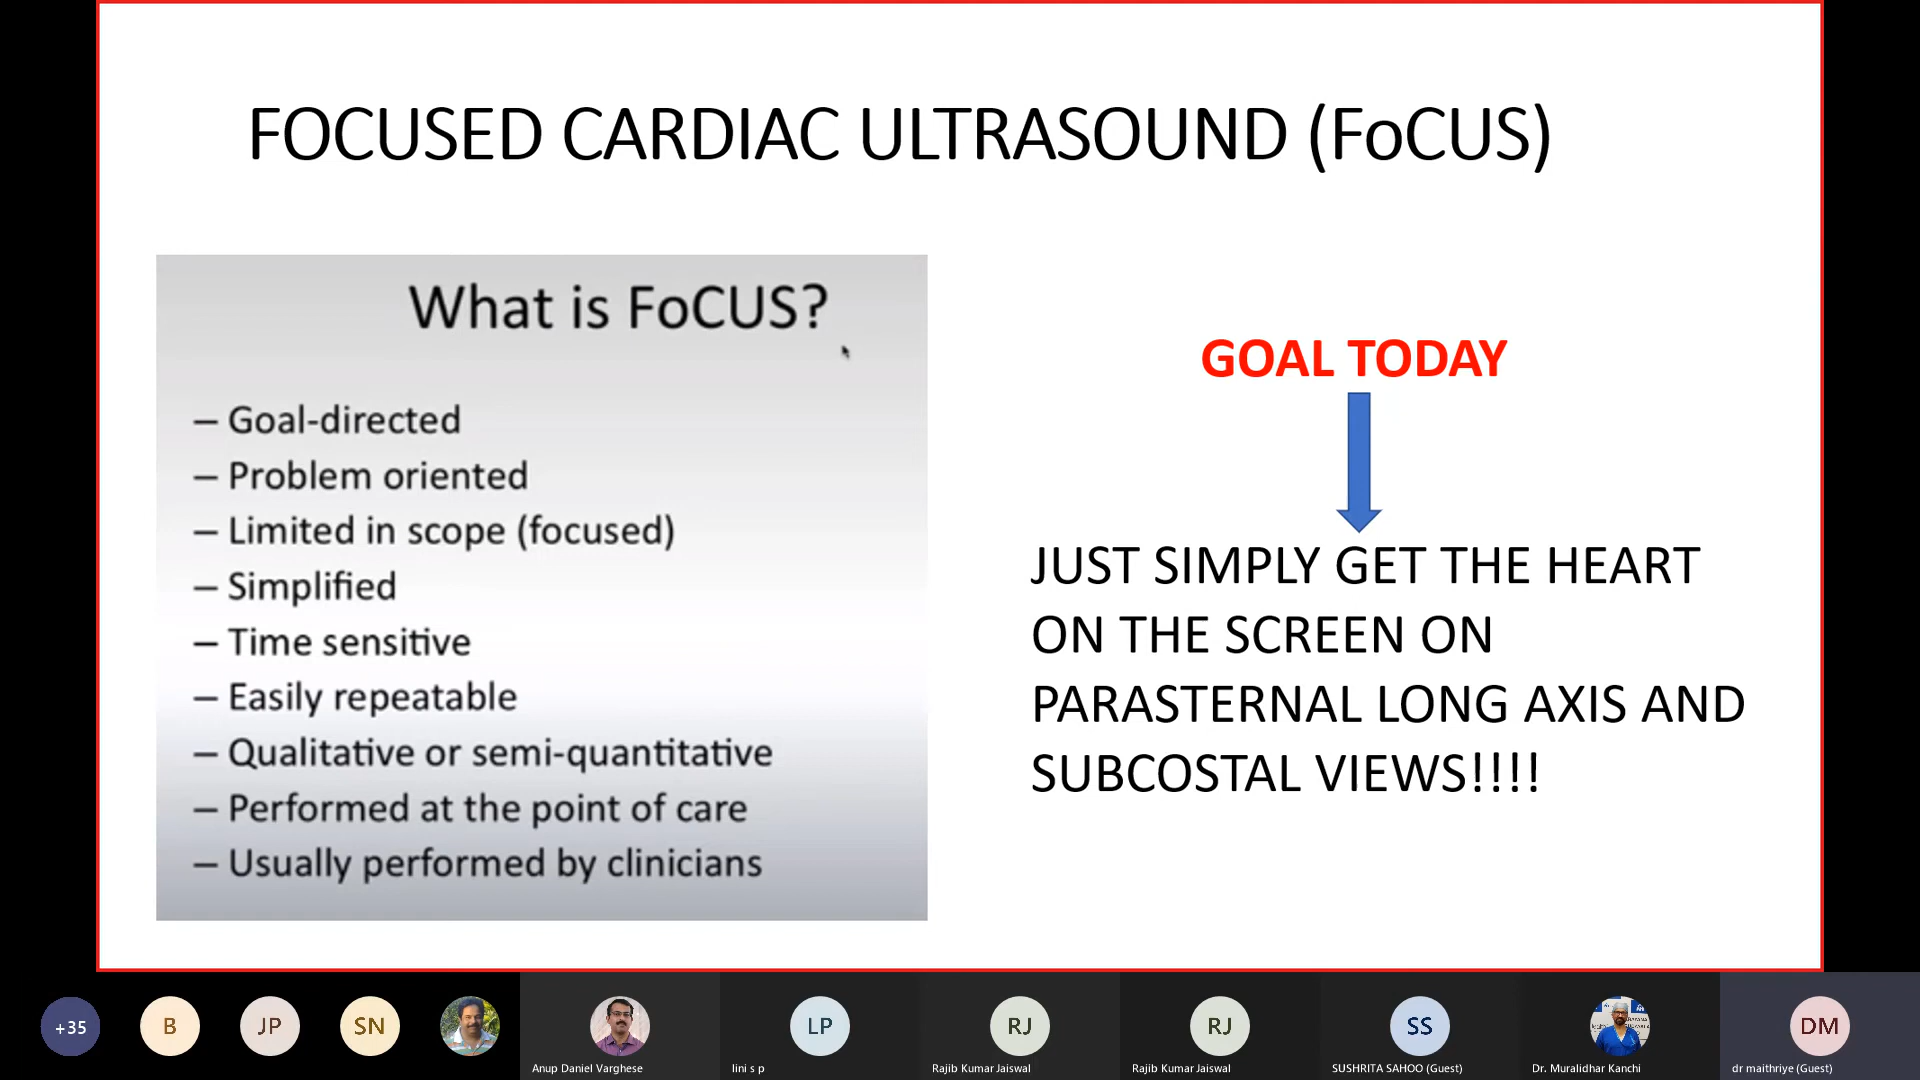 FOCUSED CARDIAC ULTRASOUND (FoCUS)
What is FoCUS?
– Goal-directed
– Problem oriented
– Limited in scope (focused)
– Simplified
– Time sensitive
– Easily repeatable
– Qualitative or semi-quantitative
– Performed at the point of care
– Usually performed by clinicians
GOAL TODAY
JUST SIMPLY GET THE HEART
ON THE SCREEN ON
PARASTERNAL LONG AXIS AND
SUBCOSTAL VIEWS!!!!
+35
B
JP
SN
Anup Daniel Varghese
LP
lini s p
RJ
Rajib Kumar Jaiswal
RJ
Rajib Kumar Jaiswal
SS
SUSHRITA SAHOO (Guest)
Dr. Muralidhar Kanchi
DM
dr maithriye (Guest)